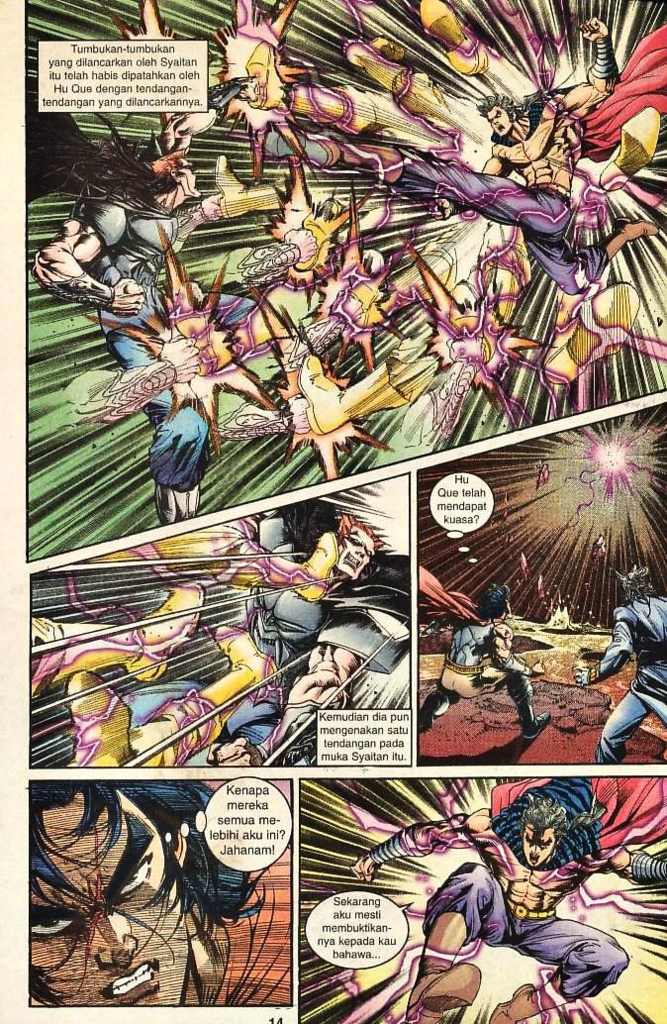 Tumbukan-tumbukan
yang dilancarkan oleh Syaitan
itu telah habis dipatahkan oleh
Hu Que dengan tendangan-
tendangan yang dilancarkannya.
Hu
Que telah
mendapat
kuasa?
Kemudian dia pun
mengenakan satu
tendangan pada
muka Syaitan itu.
Kenapa
mereka
semua me-
lebihi aku ini?
Jahanam!
Sekarang
aku mesti
membuktikan-
nya kepada kau
bahawa...
14